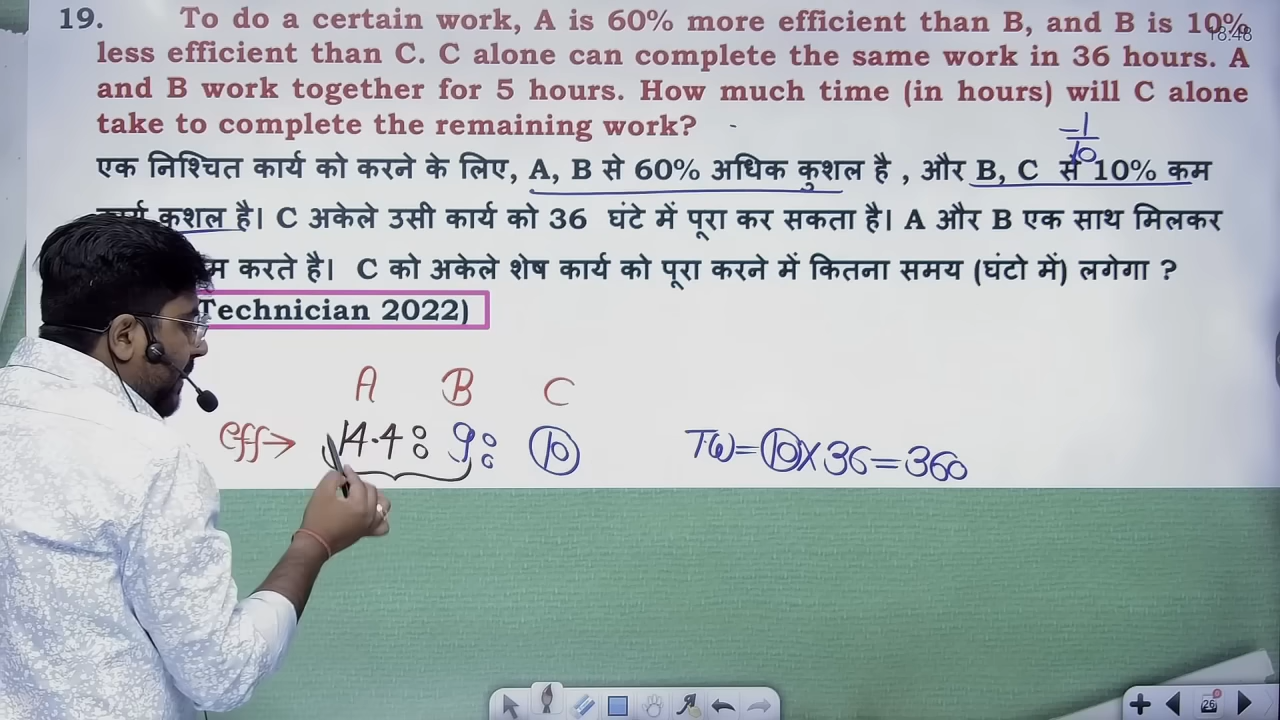 19. To do a certain work, A is 60% more efficient than B, and B is 10%
18:48
less efficient than C. C alone can complete the same work in 36 hours. A
and B work together for 5 hours. How much time (in hours) will C alone
take to complete the remaining work?
-1/10
एक निश्चित कार्य को करने के लिए, A, B से 60% अधिक कुशल है , और B, C से 10% कम
कार्य कुशल है। C अकेले उसी कार्य को 36 घंटे में पूरा कर सकता है। A और B एक साथ मिलकर
करते है। C को अकेले शेष कार्य को पूरा करने में कितना समय (घंटो में) लगेगा ?
Technician 2022)
A B C
eff→ 14.4 : 9 : 10
TW=10×36=360
26